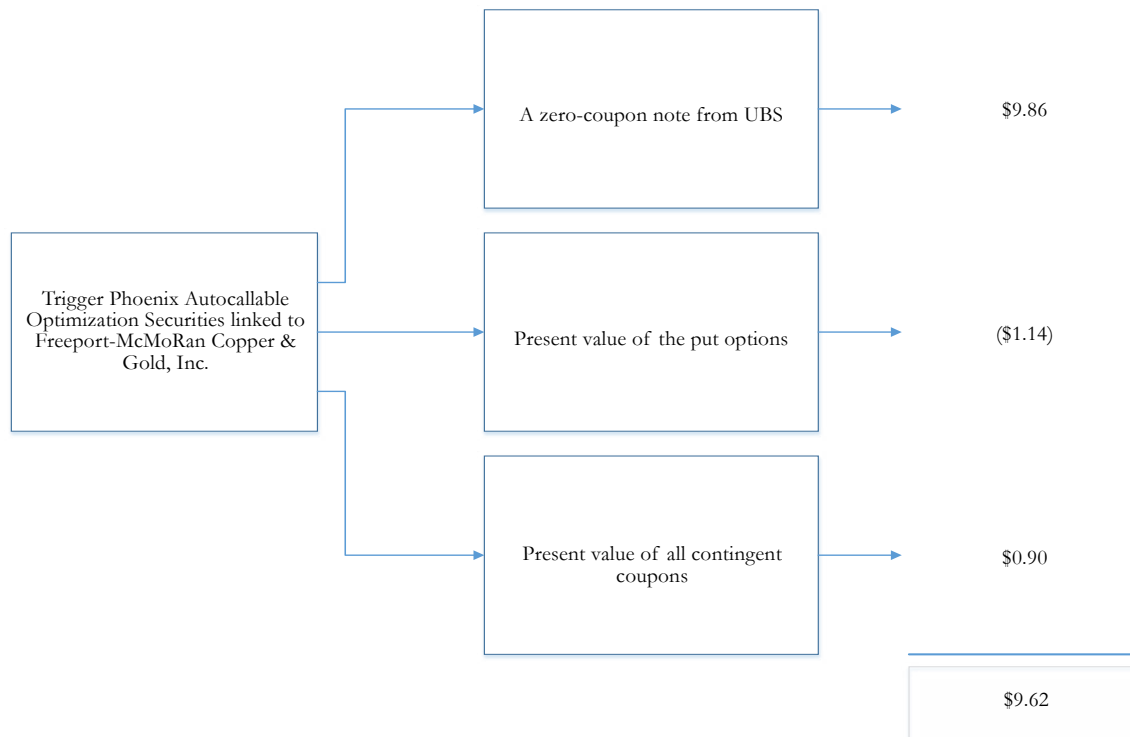 A zero-coupon note from UBS
$9.86
Trigger Phoenix Autocallable
Optimization Securities linked to
Freeport-McMoRan Copper &
Gold, Inc.
Present value of the put options
($1.14)
Present value of all contingent
coupons
$0.90
$9.62